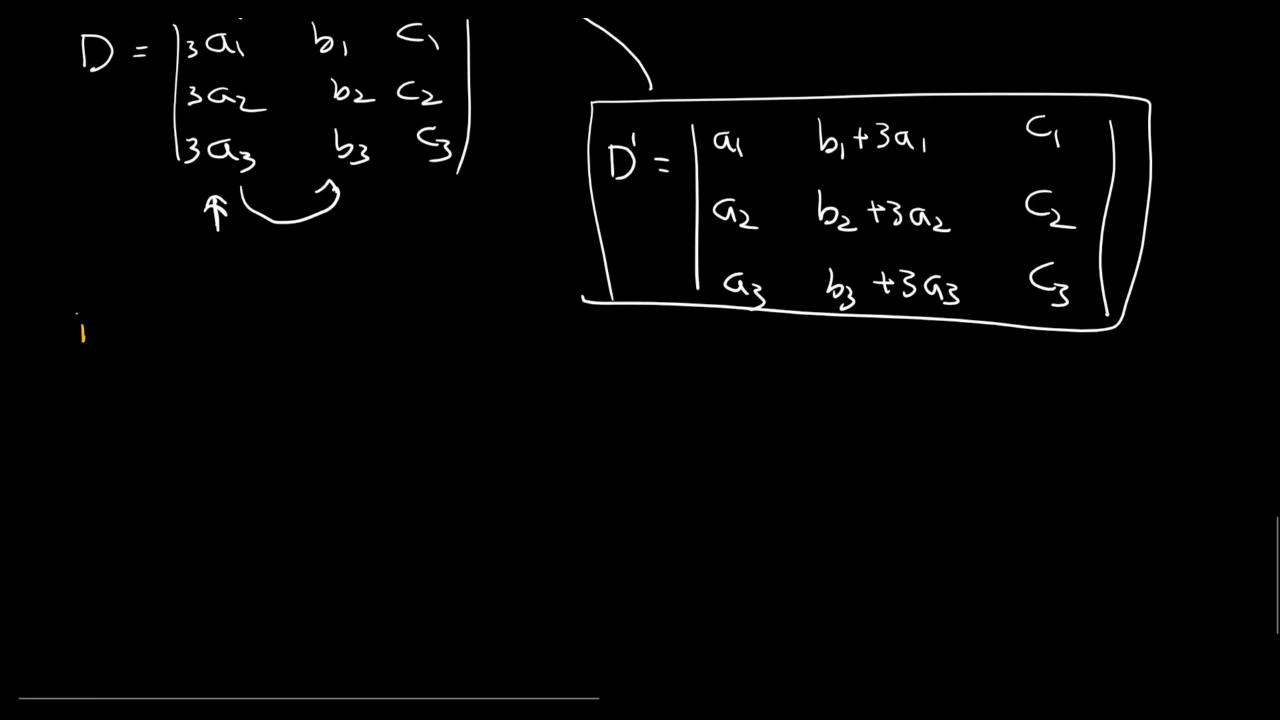 D = | 3a₁ b₁ c₁ |
3a₂ b₂ c₂
3a₃ b₃ c₃
D' = | a₁ b₁+3a₁ c₁ |
a₂ b₂+3a₂ c₂
a₃ b₃+3a₃ c₃
i